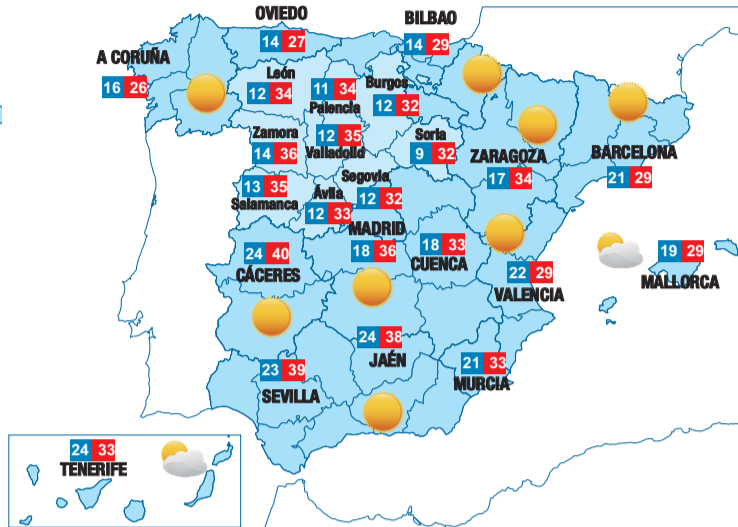 OVIEDO
14 27
BILBAO
14 29
A CORUÑA
16 26
León
12 34
11 34
Palencia
Burgos
12 32
Zamora
14 36
12 35
Valladolid
Soria
9 32
ZARAGOZA
17 34
BARCELONA
21 29
13 35
Salamanca
Ávila
12 33
Segovia
12 32
MADRID
18 36
18 33
CUENCA
24 40
CÁCERES
22 29
VALENCIA
19 29
MALLORCA
24 38
JAÉN
23 39
SEVILLA
21 33
MURCIA
24 33
TENERIFE